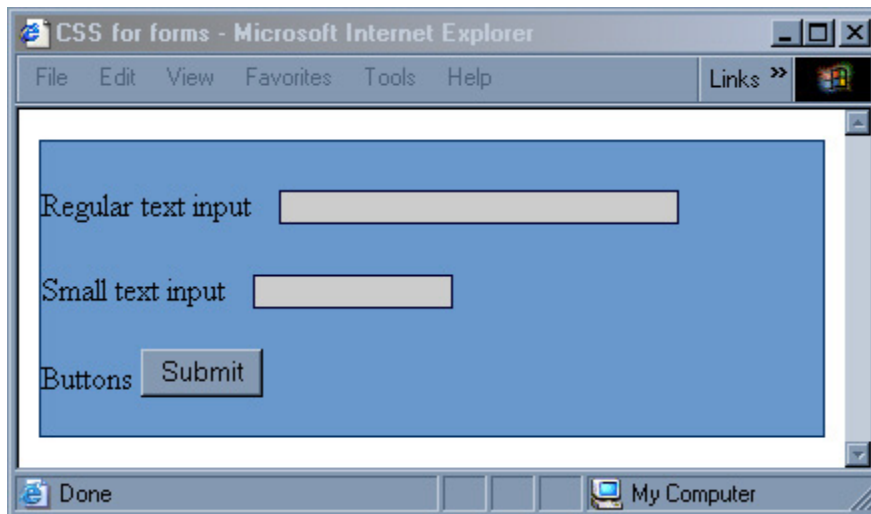 CSS for forms - Microsoft Internet Explorer
File Edit View Favorites Tools Help Links »
Regular text input
Small text input
Buttons Submit
Done My Computer